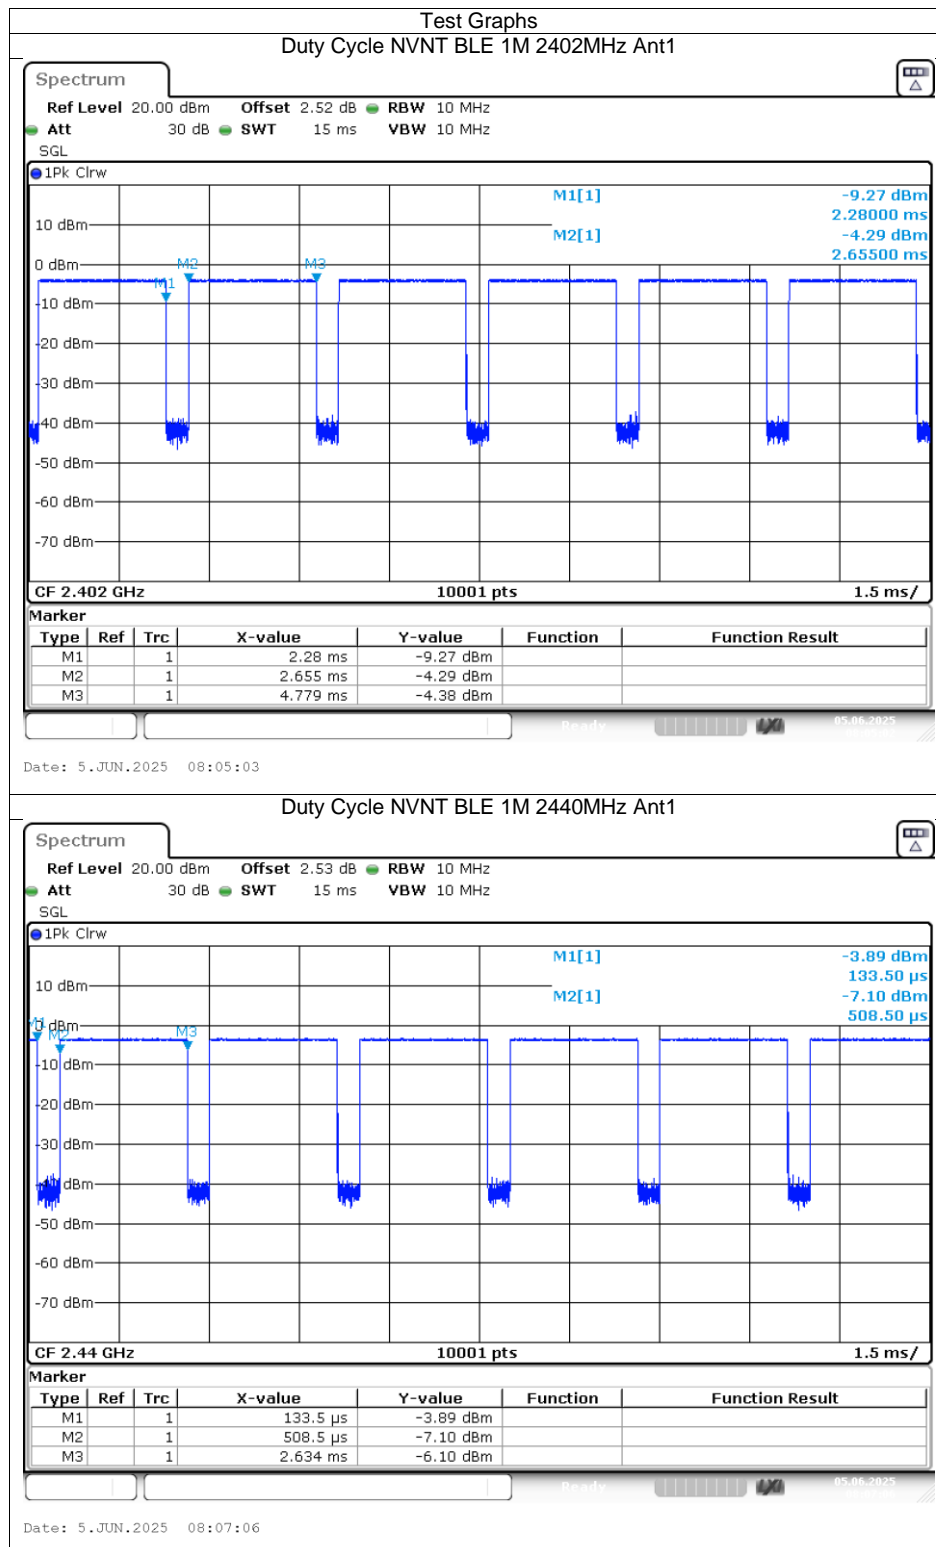 Test Graphs
Duty Cycle NVNT BLE 1M 2402MHz Ant1
Spectrum
Ref Level 20.00 dBm Offset 2.52 dB RBW 10 MHz
Att 30 dB SWT 15 ms VBW 10 MHz
SGL
1Pk Clrw
M1[1] -9.27 dBm
2.28000 ms
10 dBm
M2[1] -4.29 dBm
2.65500 ms
0 dBm
M2 M3
M1
-10 dBm
-20 dBm
-30 dBm
-40 dBm
-50 dBm
-60 dBm
-70 dBm
CF 2.402 GHz 10001 pts 1.5 ms/
Marker
Type Ref Trc X-value Y-value Function Function Result
M1 1 2.28 ms -9.27 dBm
M2 1 2.655 ms -4.29 dBm
M3 1 4.779 ms -4.38 dBm
Ready 05.06.2025
Date: 5.JUN.2025 08:05:03
Duty Cycle NVNT BLE 1M 2440MHz Ant1
Spectrum
Ref Level 20.00 dBm Offset 2.53 dB RBW 10 MHz
Att 30 dB SWT 15 ms VBW 10 MHz
SGL
1Pk Clrw
M1[1] -3.89 dBm
133.50 µs
10 dBm
M2[1] -7.10 dBm
508.50 µs
M1 0 dBm
M2 M3
-10 dBm
-20 dBm
-30 dBm
-40 dBm
-50 dBm
-60 dBm
-70 dBm
CF 2.44 GHz 10001 pts 1.5 ms/
Marker
Type Ref Trc X-value Y-value Function Function Result
M1 1 133.5 µs -3.89 dBm
M2 1 508.5 µs -7.10 dBm
M3 1 2.634 ms -6.10 dBm
Ready 05.06.2025
Date: 5.JUN.2025 08:07:06